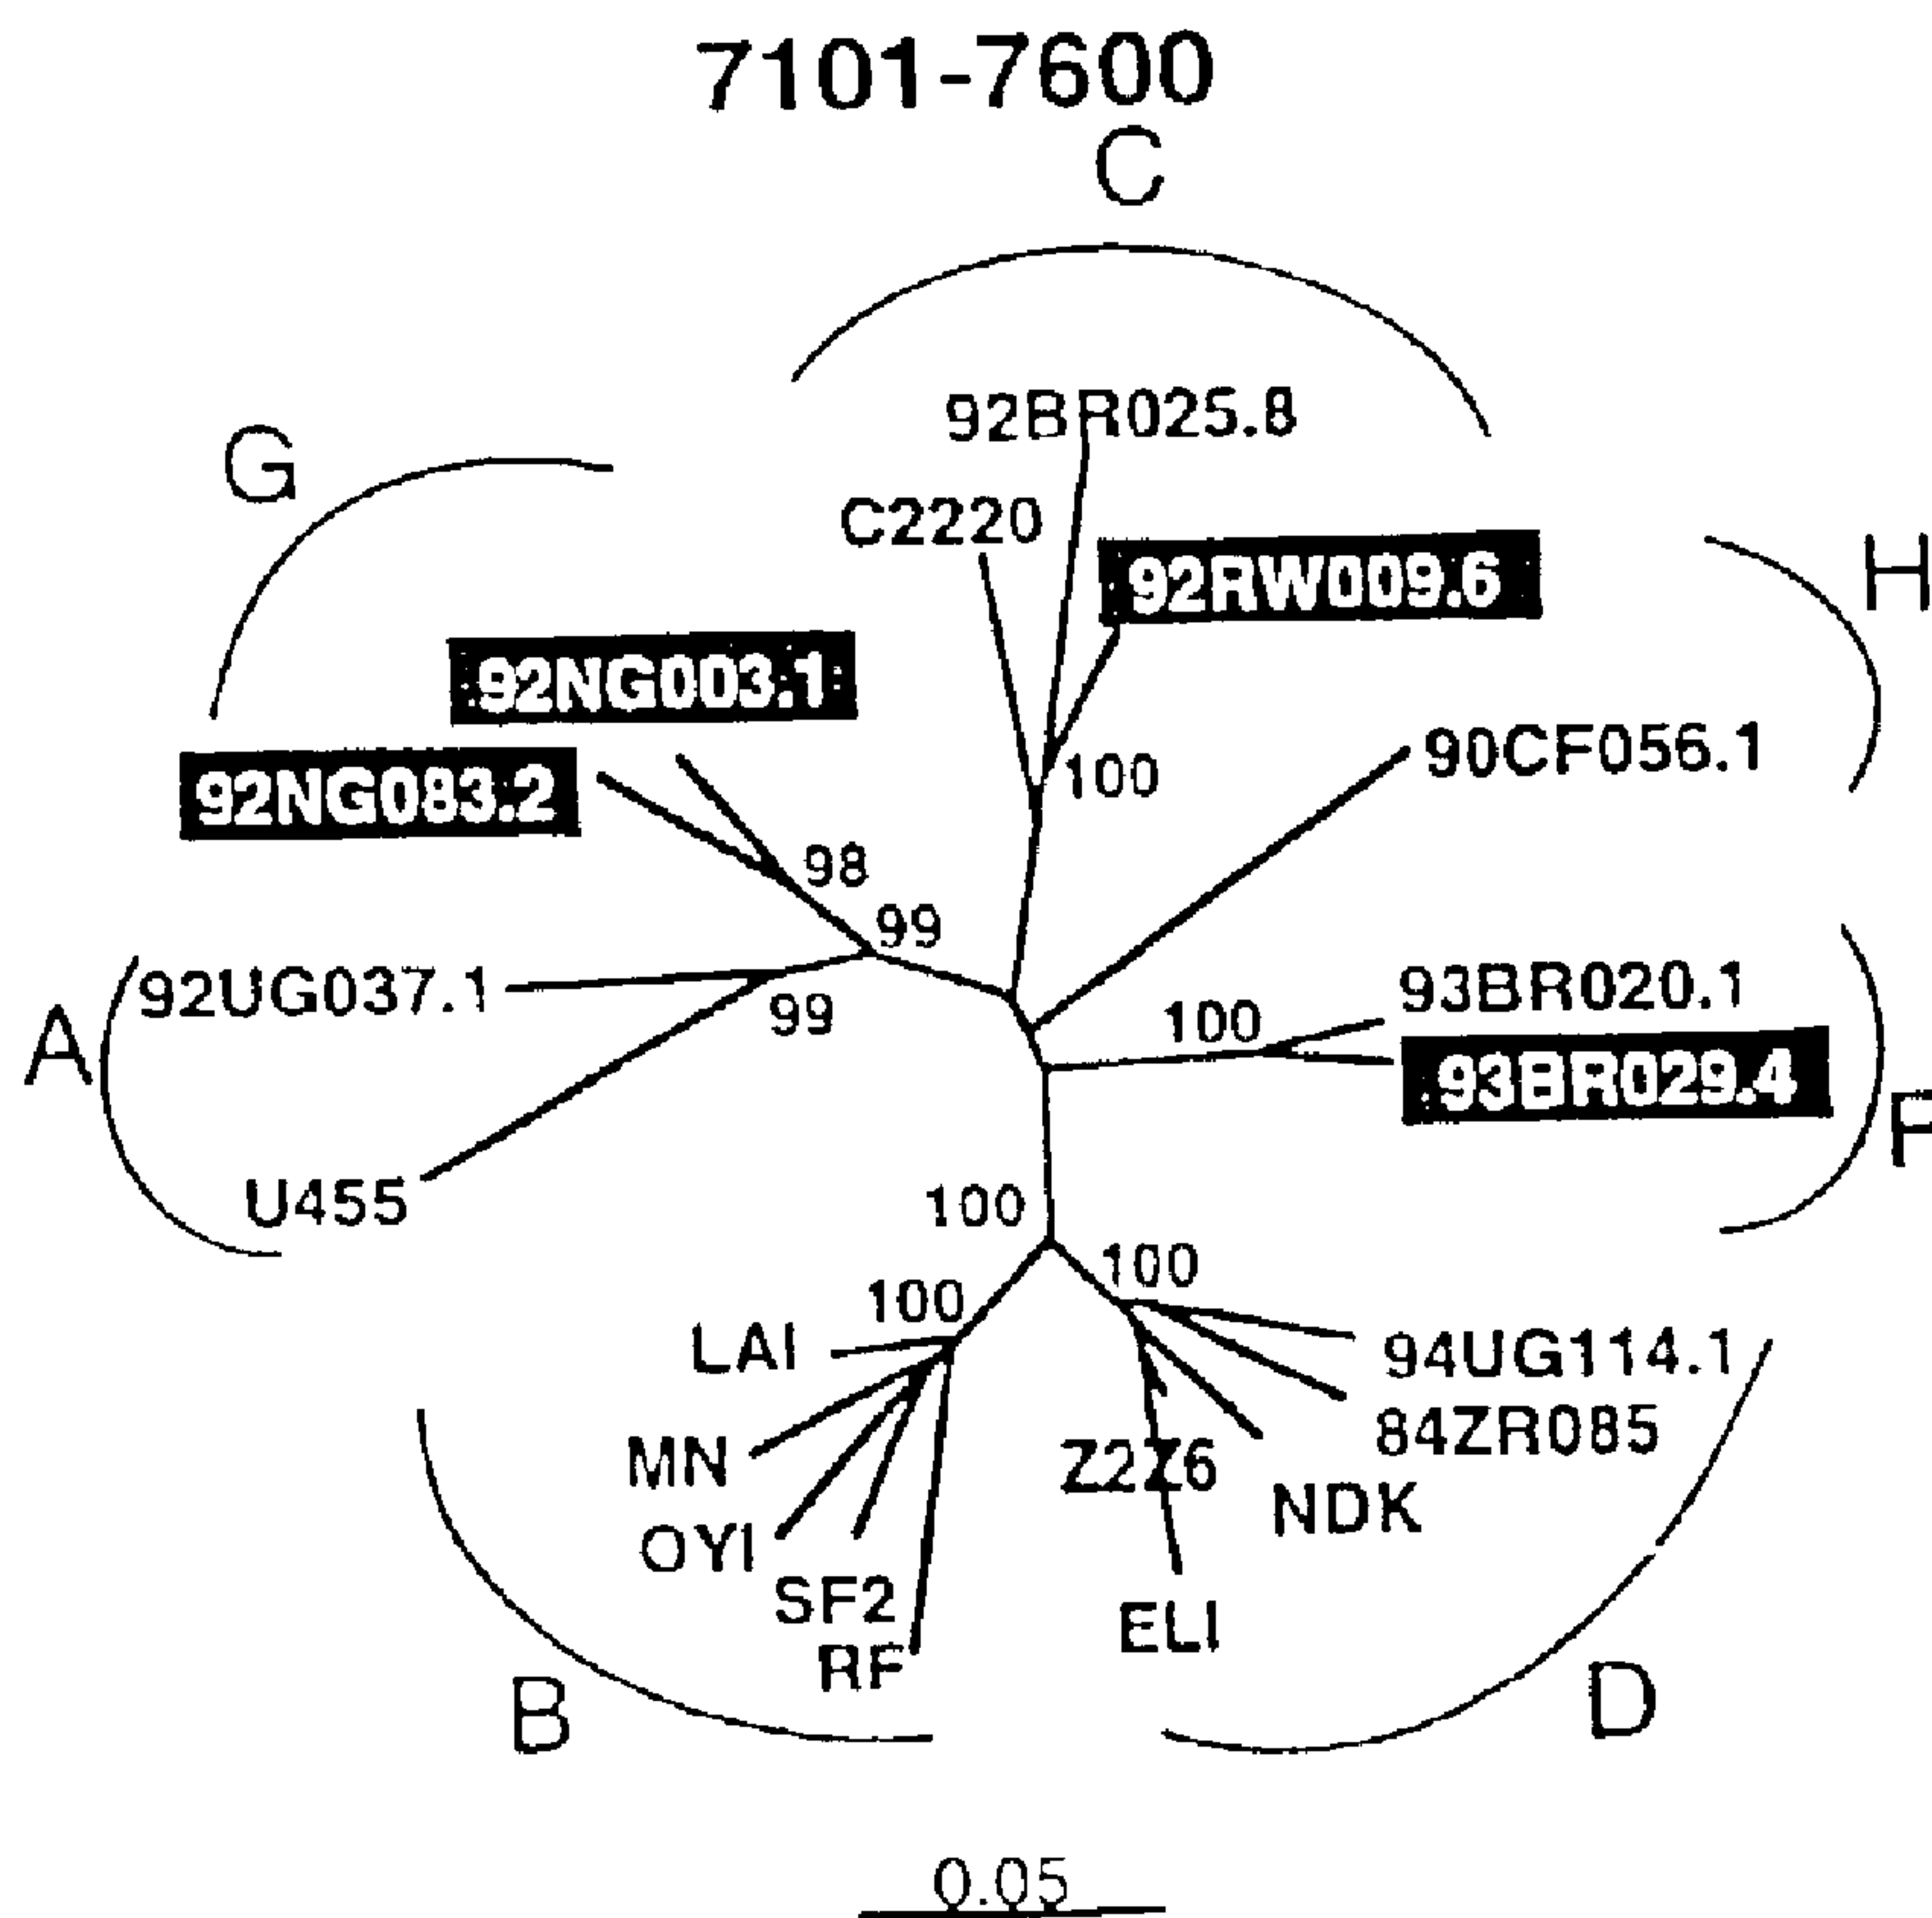 7101-7600
C
92BR025.8
G
C2220
H
92RW009.6
92NG003.1
90CF056.1
92NG083.2
100
98
99
92UG037.1
93BR020.1
99
100
A
93BR029.4
F
U455
100
100
100
LAI
94UG114.1
84ZR085
MN
Z2Z6
NDK
OYI
SF2
ELI
RF
B
D
0.05